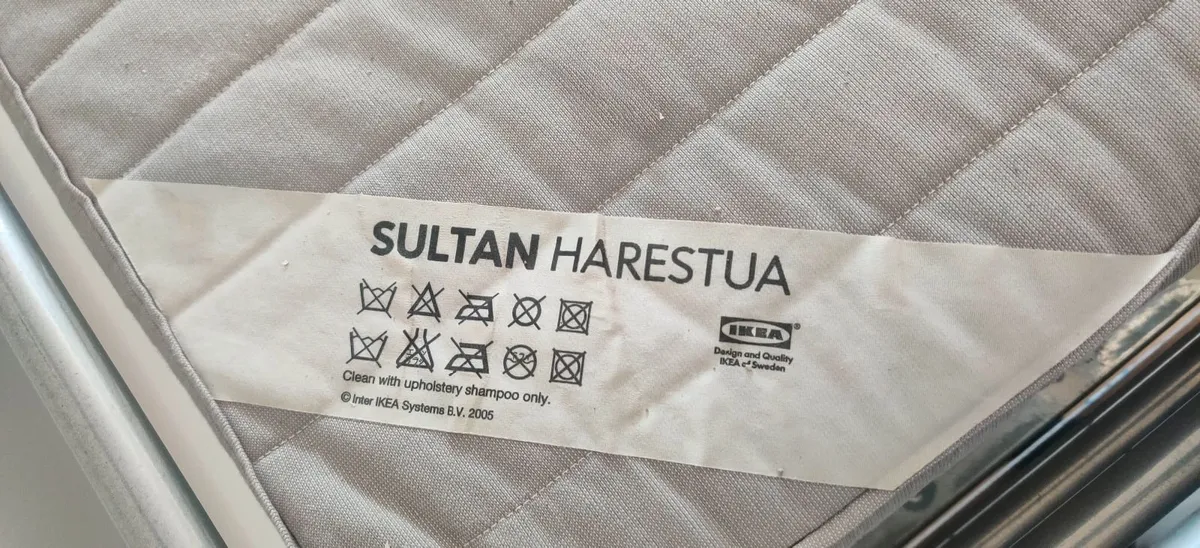 SULTAN HARESTUA
IKEA®
Design and Quality
IKEA of Sweden
Clean with upholstery shampoo only.
© Inter IKEA Systems B.V. 2005